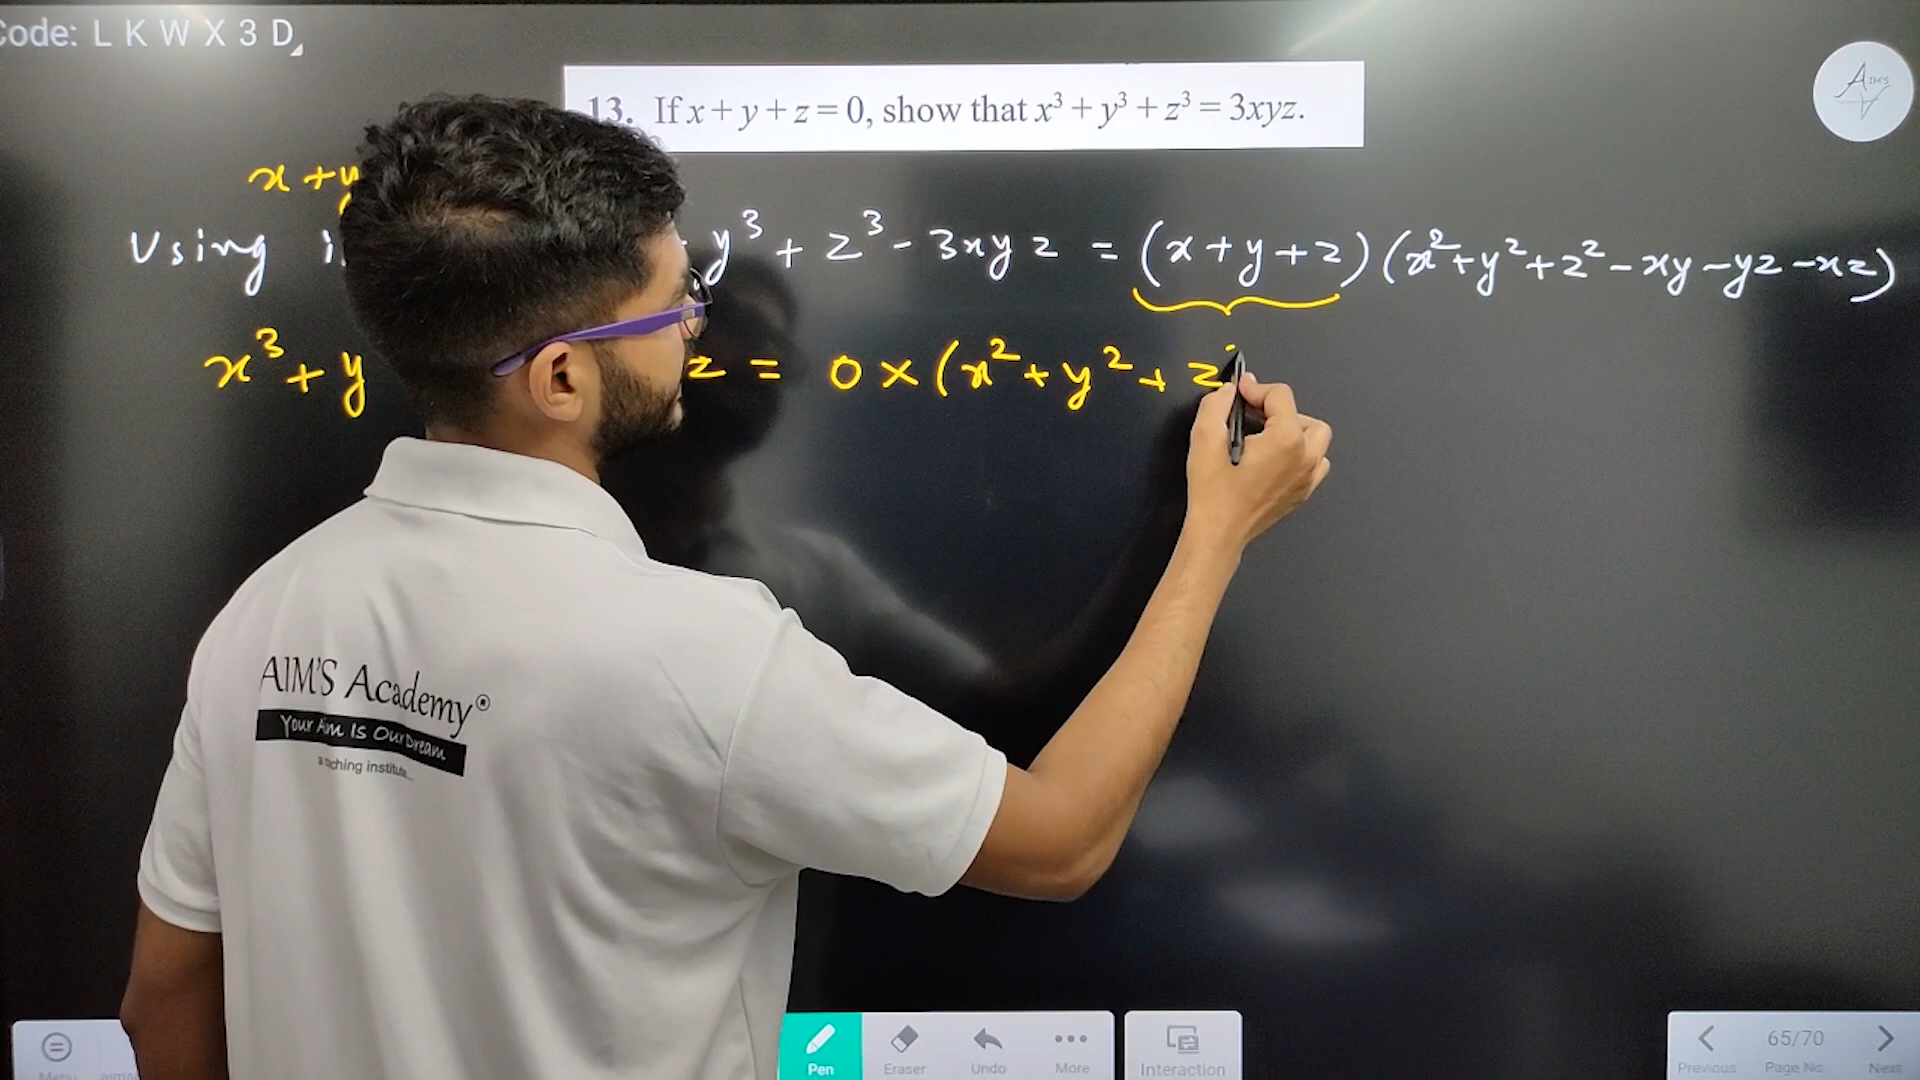 Code: L K W X 3 D
13. If x + y + z = 0, show that x³ + y³ + z³ = 3xyz.
AIM'S
x + y
Using y³ + z³ - 3xyz = (x + y + z)(x² + y² + z² - xy - yz - xz)
x³ + y z = 0 × (x² + y² + z
AIM'S Academy®
Your Aim Is Our Dream
a teaching institute...
Menu
Pen Eraser Undo More Interaction
65/70
Previous Page No. Next